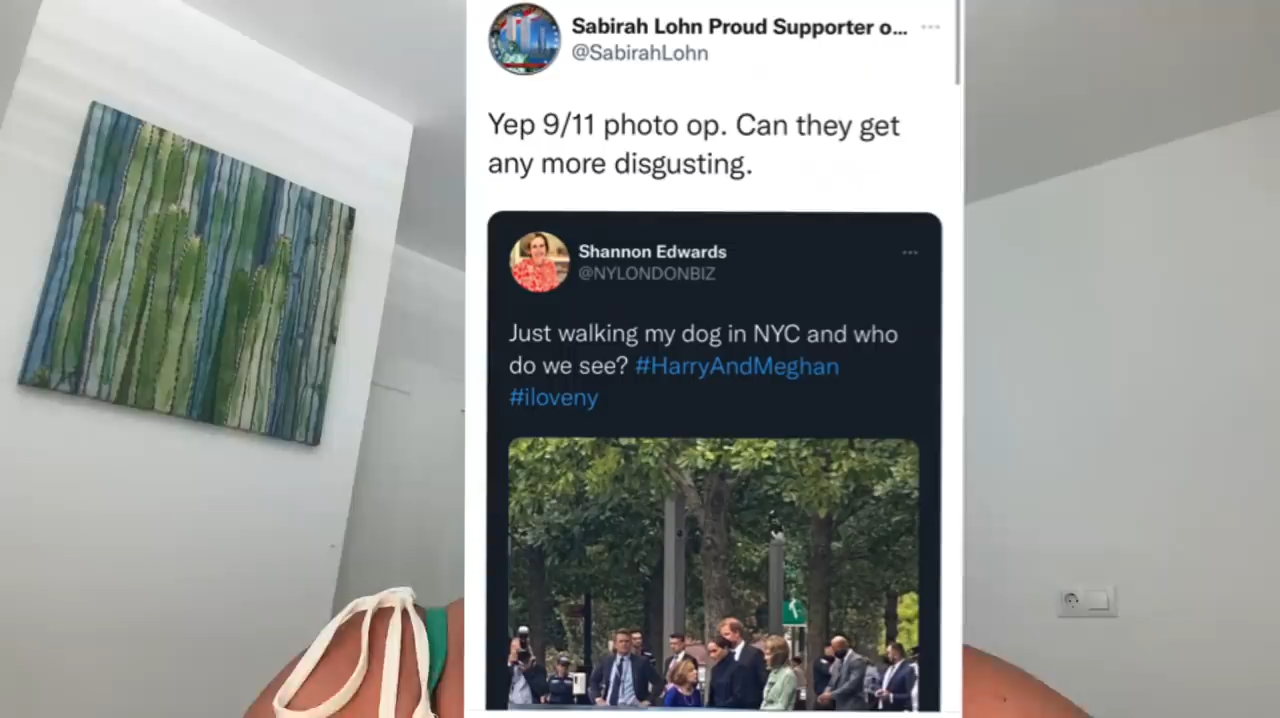 Sabirah Lohn Proud Supporter o...
@SabirahLohn
Yep 9/11 photo op. Can they get
any more disgusting.
Shannon Edwards
@NYLONDONBIZ
Just walking my dog in NYC and who
do we see? #HarryAndMeghan
#iloveny